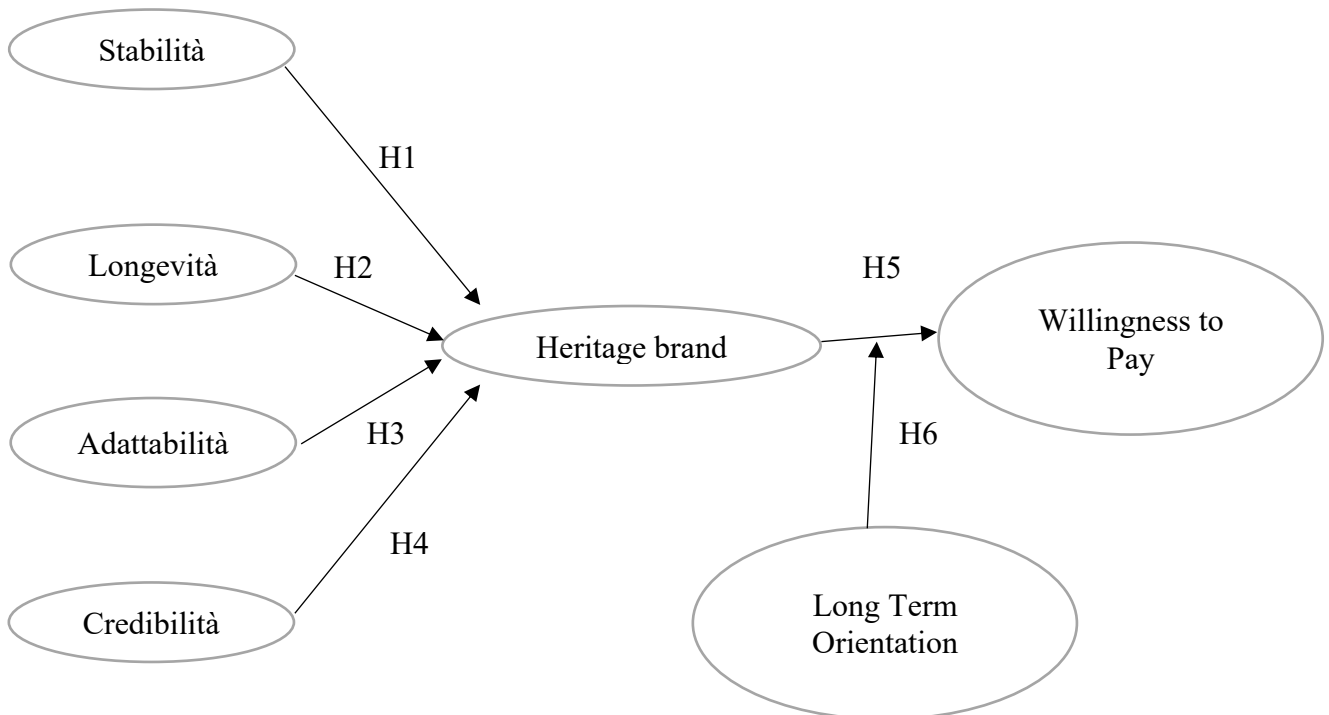 Stabilità
H1
Longevità
H2
H5
Heritage brand
Willingness to
Pay
Adattabilità
H3
H6
H4
Credibilità
Long Term
Orientation